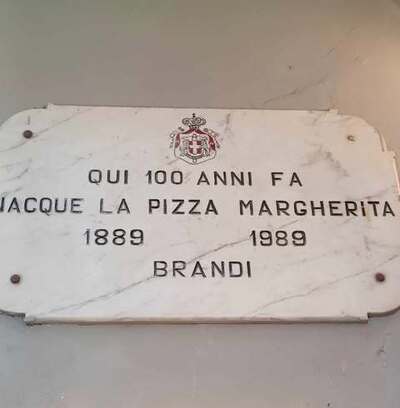 QUI 100 ANNI FA
NACQUE LA PIZZA MARGHERITA
1889 1989
BRANDI